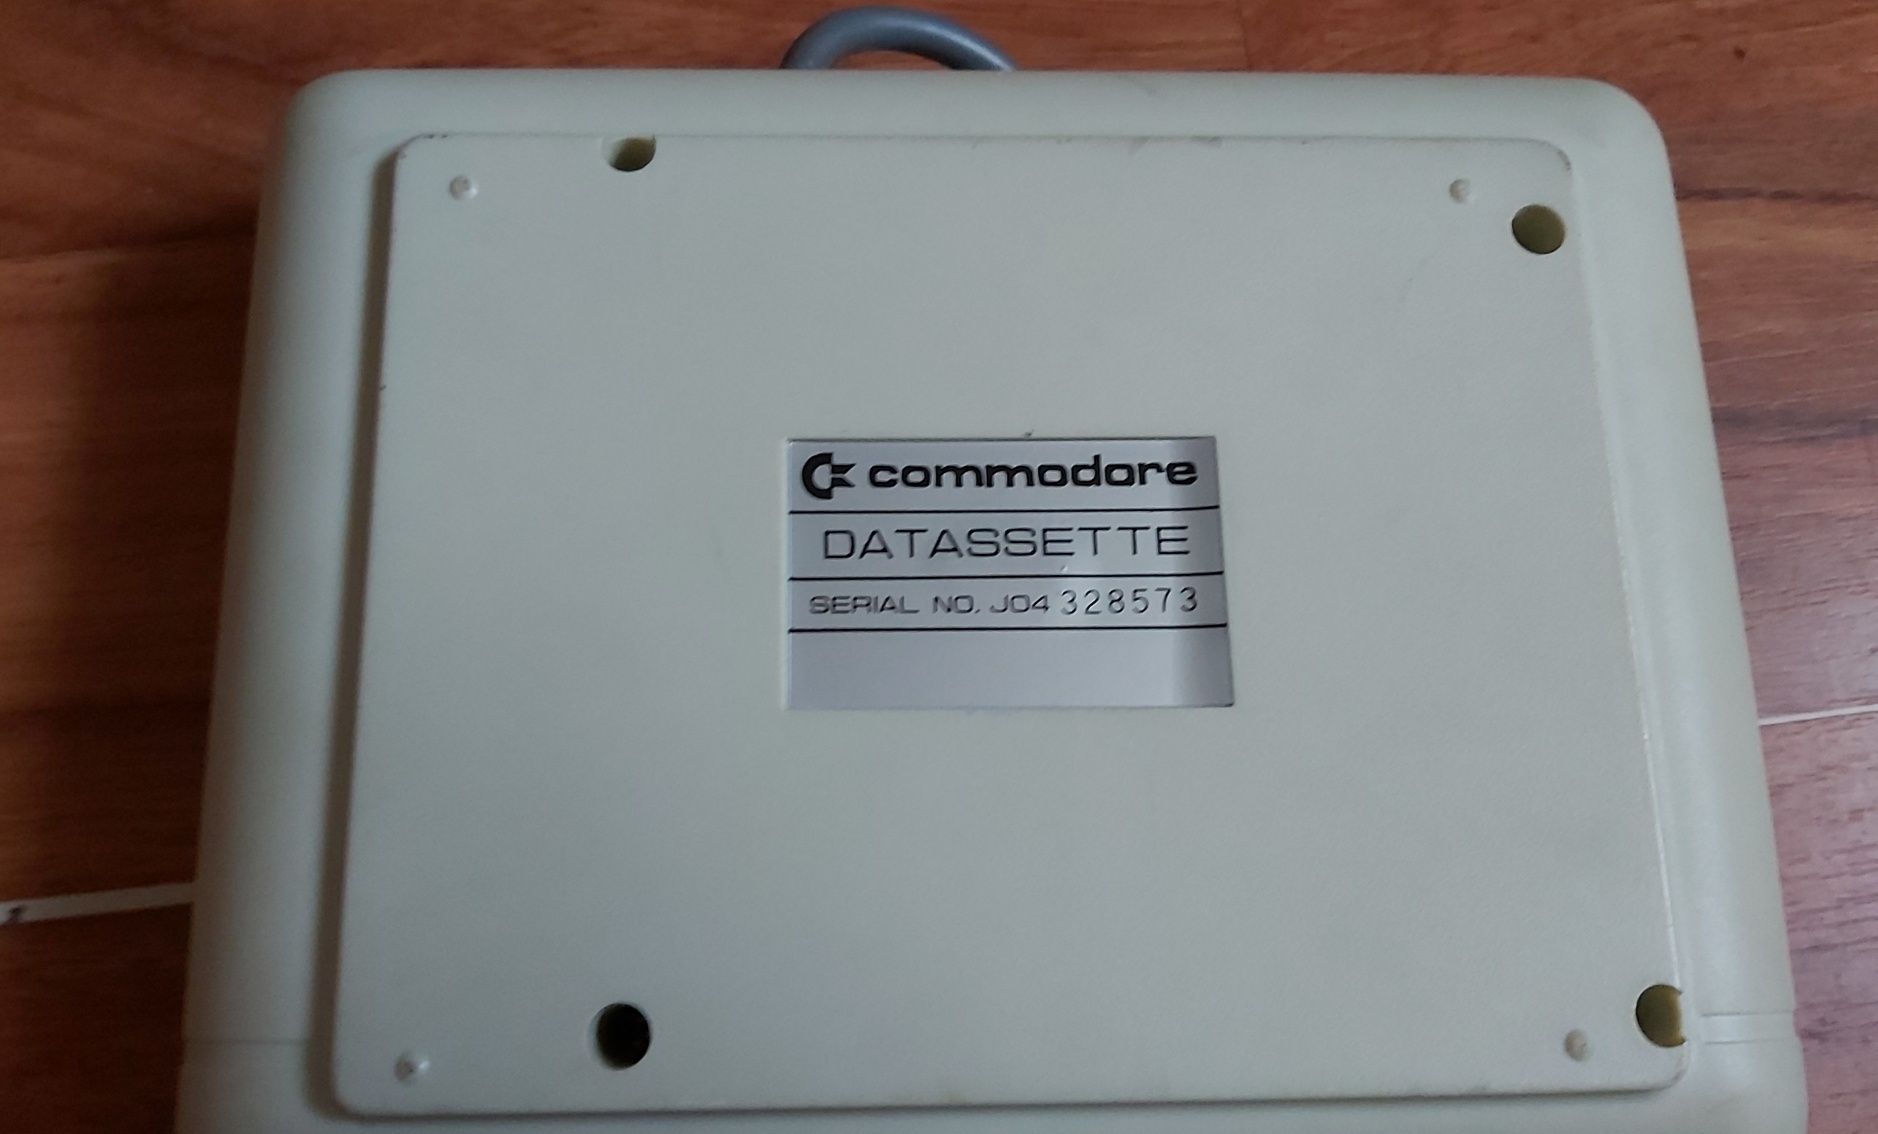 commodore
DATASSETTE
SERIAL NO. J04 328573